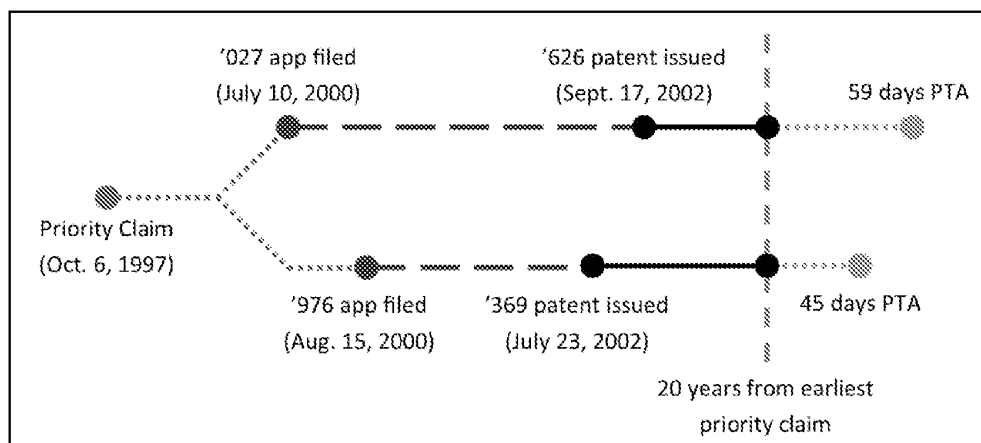 ’027 app filed
(July 10, 2000)
’626 patent issued
(Sept. 17, 2002)
59 days PTA
Priority Claim
(Oct. 6, 1997)
’976 app filed
(Aug. 15, 2000)
’369 patent issued
(July 23, 2002)
45 days PTA
20 years from earliest
priority claim